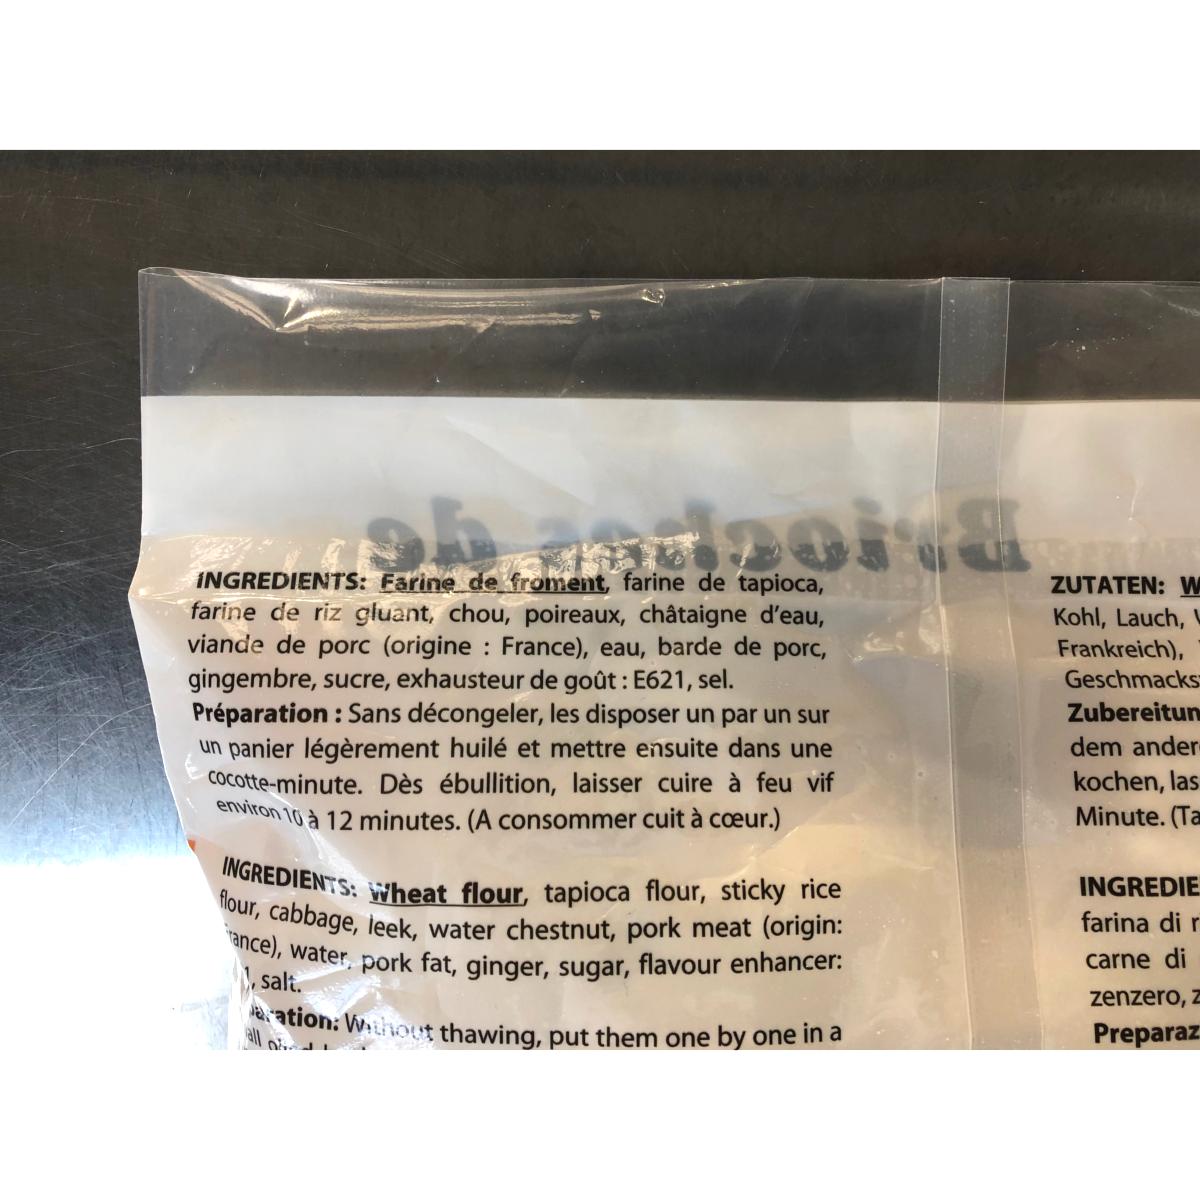 Brioches de
INGREDIENTS: Farine de froment, farine de tapioca,
farine de riz gluant, chou, poireaux, châtaigne d'eau,
viande de porc (origine : France), eau, barde de porc,
gingembre, sucre, exhausteur de goût : E621, sel.
Préparation : Sans décongeler, les disposer un par un sur
un panier légèrement huilé et mettre ensuite dans une
cocotte-minute. Dès ébullition, laisser cuire à feu vif
environ 10 à 12 minutes. (A consommer cuit à cœur.)
INGREDIENTS: Wheat flour, tapioca flour, sticky rice
flour, cabbage, leek, water chestnut, pork meat (origin:
France), water, pork fat, ginger, sugar, flavour enhancer:
1, salt.
paration: Without thawing, put them one by one in a
ZUTATEN: W
Kohl, Lauch,
Frankreich),
Geschmacks
Zubereitun
dem ander
kochen, las
Minute. (Ta
INGREDIE
farina di r
carne di
zenzero, z
Preparaz